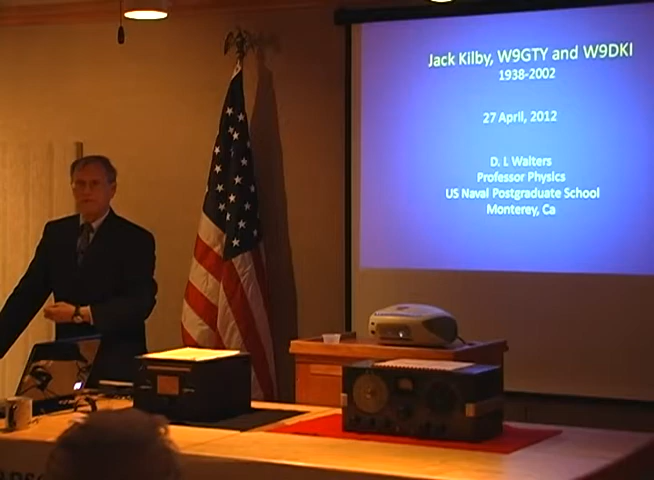 Jack Kilby, W9GTY and W9DKI
1938-2002
27 April, 2012
D. L Walters
Professor Physics
US Naval Postgraduate School
Monterey, Ca